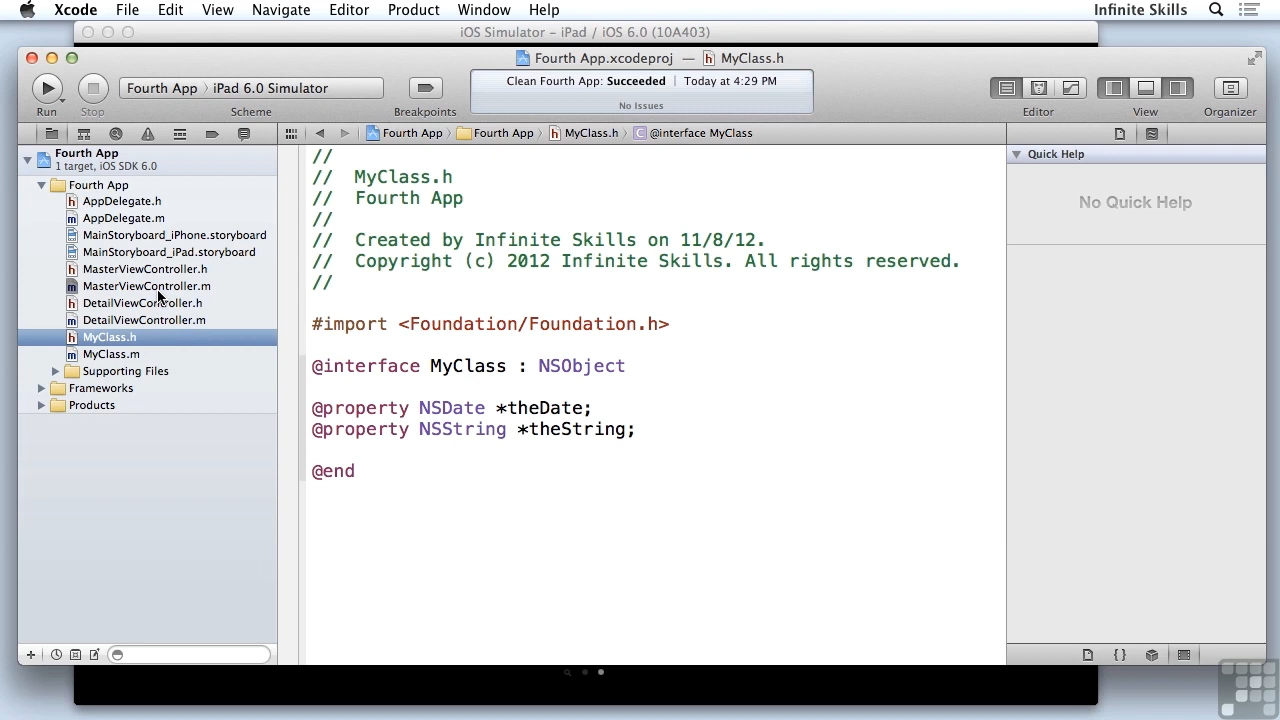 Xcode File Edit View Navigate Editor Product Window Help Infinite Skills
iOS Simulator – iPad / iOS 6.0 (10A403)
Fourth App.xcodeproj — MyClass.h
Fourth App 〉 iPad 6.0 Simulator
Clean Fourth App: Succeeded | Today at 4:29 PM
No Issues
Run Stop Scheme Breakpoints Editor View Organizer
Fourth App 〉 Fourth App 〉 MyClass.h 〉 @interface MyClass
Fourth App
1 target, iOS SDK 6.0
Fourth App
AppDelegate.h
AppDelegate.m
MainStoryboard_iPhone.storyboard
MainStoryboard_iPad.storyboard
MasterViewController.h
MasterViewController.m
DetailViewController.h
DetailViewController.m
MyClass.h
MyClass.m
Supporting Files
Frameworks
Products
//
// MyClass.h
// Fourth App
//
// Created by Infinite Skills on 11/8/12.
// Copyright (c) 2012 Infinite Skills. All rights reserved.
//
#import <Foundation/Foundation.h>
@interface MyClass : NSObject
@property NSDate *theDate;
@property NSString *theString;
@end
Quick Help
No Quick Help